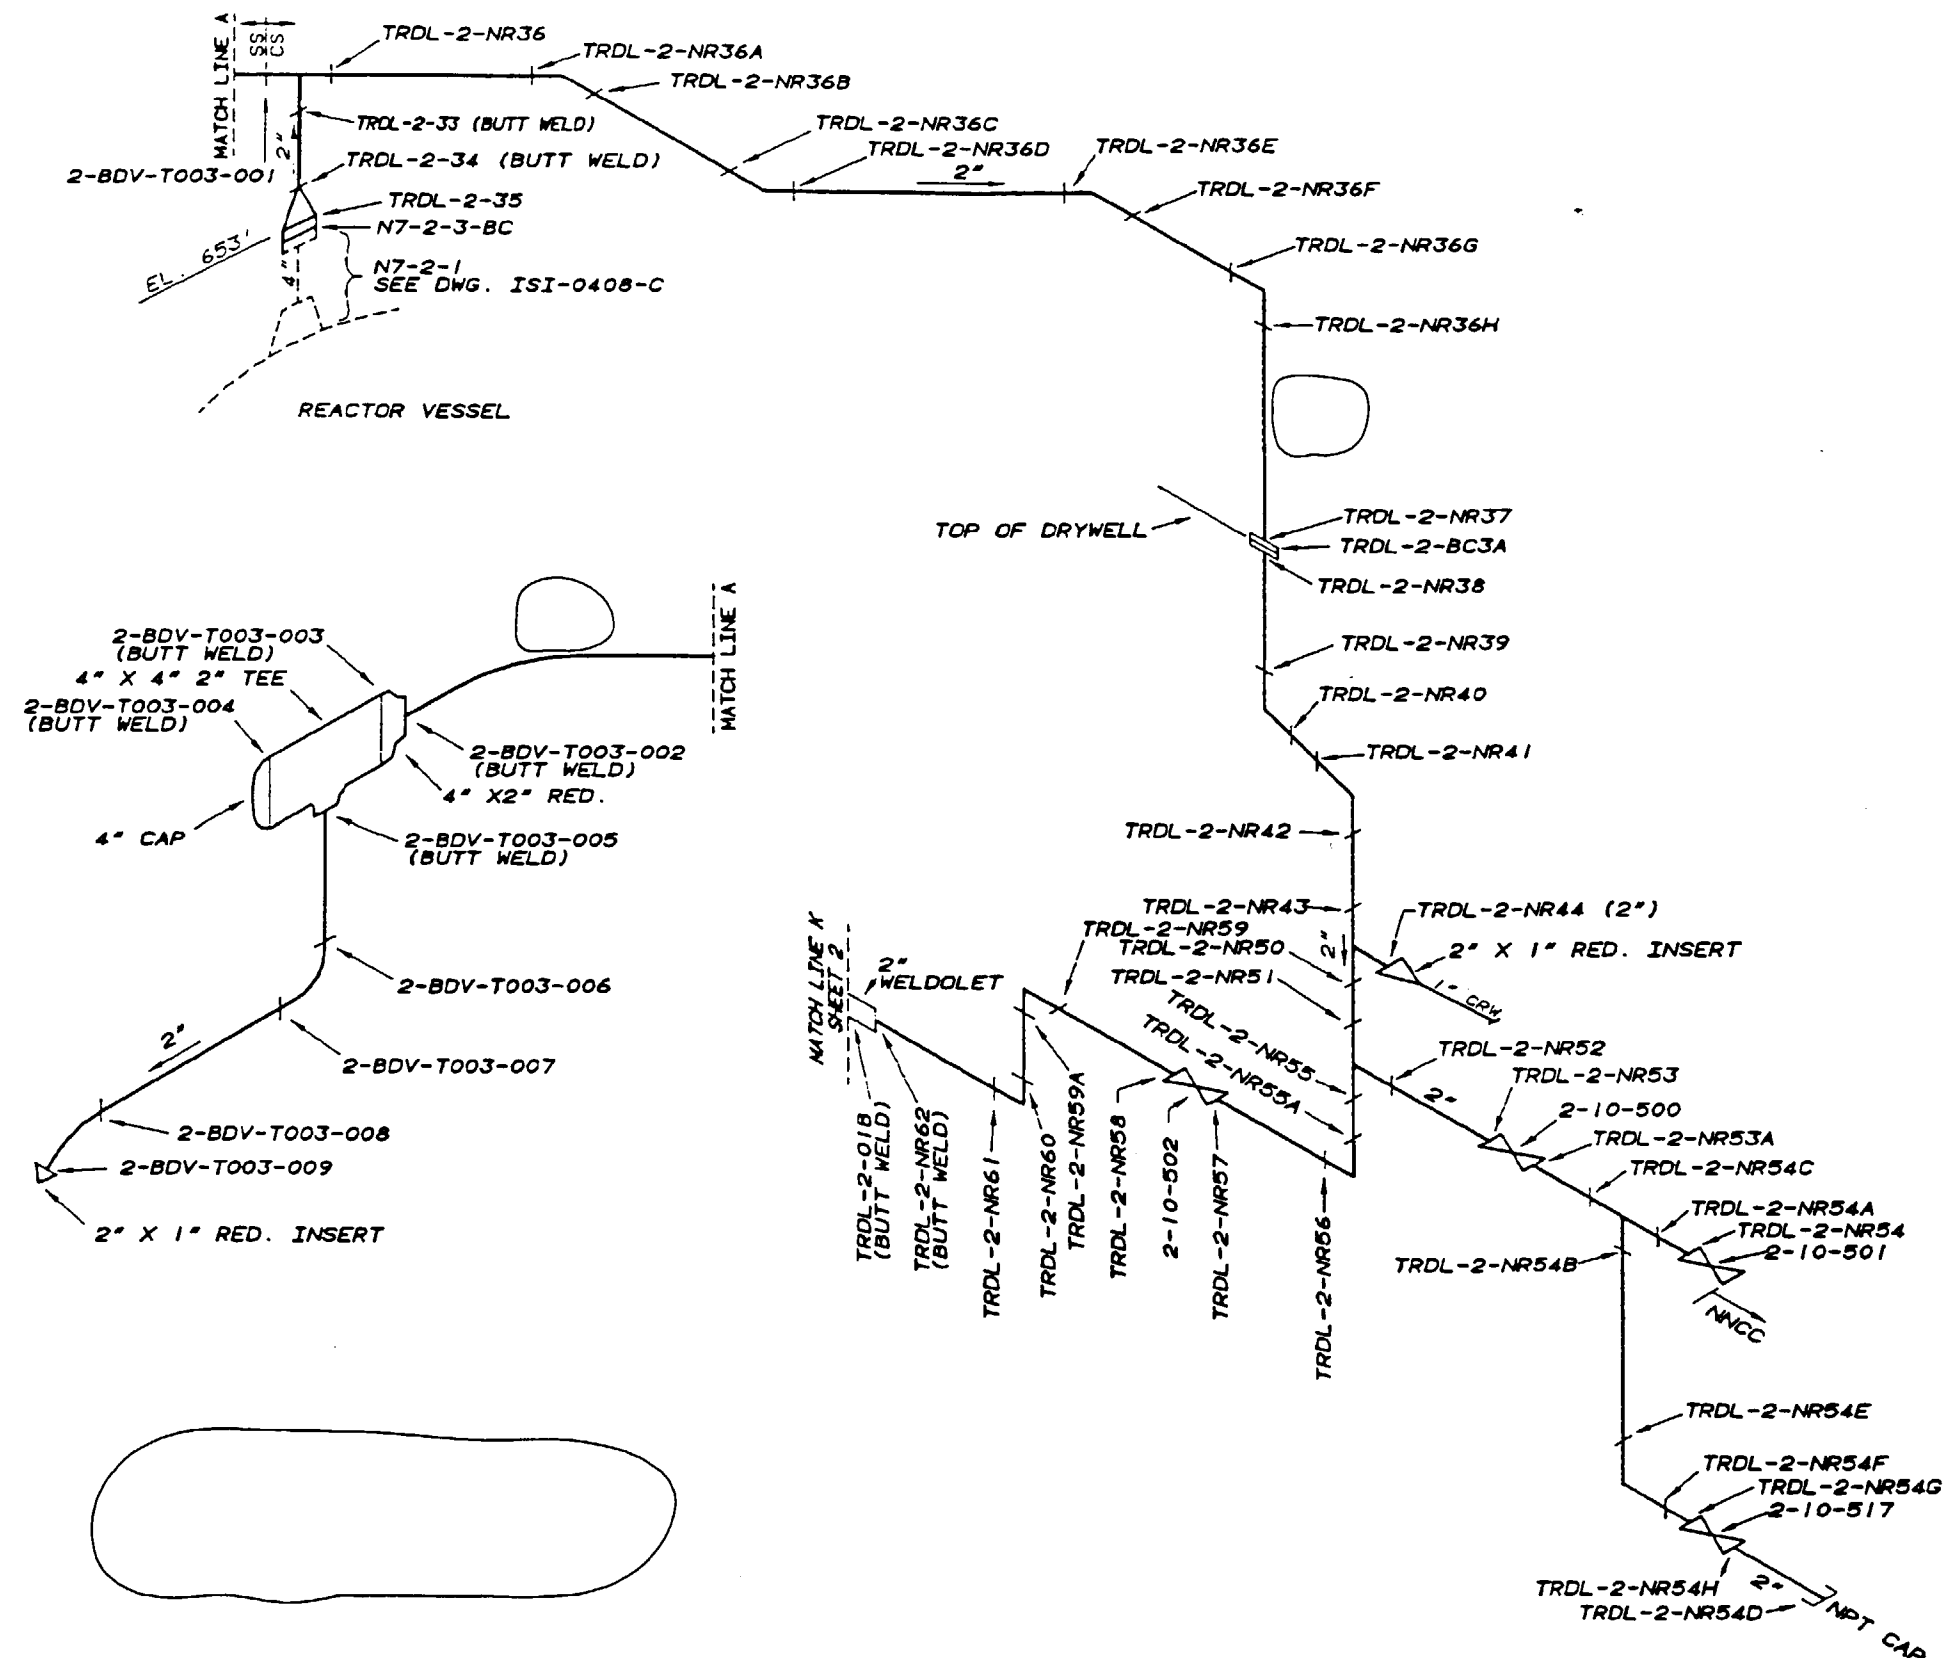 MATCH LINE A
SS
CS
TRDL-2-NR36
TRDL-2-NR36A
TRDL-2-NR36B
TRDL-2-33 (BUTT WELD)
2"
TRDL-2-34 (BUTT WELD)
2-BDV-T003-001
TRDL-2-35
N7-2-3-BC
EL. 653'
4"
N7-2-1
SEE DWG. ISI-0408-C
REACTOR VESSEL
TRDL-2-NR36C
TRDL-2-NR36D
TRDL-2-NR36E
2"
TRDL-2-NR36F
TRDL-2-NR36G
TRDL-2-NR36H
TOP OF DRYWELL
TRDL-2-NR37
TRDL-2-BC3A
TRDL-2-NR38
TRDL-2-NR39
TRDL-2-NR40
TRDL-2-NR41
TRDL-2-NR42
TRDL-2-NR43
2"
TRDL-2-NR44 (2")
2" X 1" RED. INSERT
1" CRW
MATCH LINE A
2-BDV-T003-003
(BUTT WELD)
4" X 4" 2" TEE
2-BDV-T003-004
(BUTT WELD)
2-BDV-T003-002
(BUTT WELD)
4" X2" RED.
4" CAP
2-BDV-T003-005
(BUTT WELD)
2-BDV-T003-006
2"
2-BDV-T003-007
2-BDV-T003-008
2-BDV-T003-009
2" X 1" RED. INSERT
MATCH LINE K
SHEET 2
2"
WELDOLET
TRDL-2-NR59
TRDL-2-NR50
TRDL-2-NR51
TRDL-2-NR55
TRDL-2-NR55A
TRDL-2-01B
(BUTT WELD)
TRDL-2-NR62
(BUTT WELD)
TRDL-2-NR61
TRDL-2-NR60
TRDL-2-NR59A
TRDL-2-NR58
2-10-502
TRDL-2-NR57
TRDL-2-NR56
TRDL-2-NR52
2"
TRDL-2-NR53
2-10-500
TRDL-2-NR53A
TRDL-2-NR54C
TRDL-2-NR54A
TRDL-2-NR54
2-10-501
TRDL-2-NR54B
NNCC
TRDL-2-NR54E
TRDL-2-NR54F
TRDL-2-NR54G
2-10-517
TRDL-2-NR54H
2"
TRDL-2-NR54D
NPT CAP